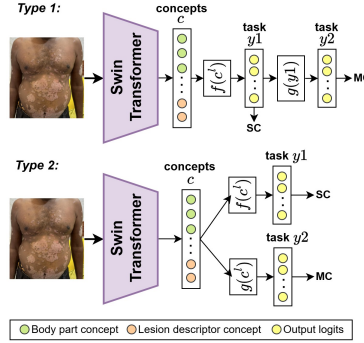 Type 1:
concepts
c
task
y1
task
y2
Swin
Transformer
f(c^l)
g(y1)
MC
SC
Type 2:
concepts
c
task y1
Swin
Transformer
f(c^l)
SC
task y2
g(c^l)
MC
Body part concept Lesion descriptor concept Output logits